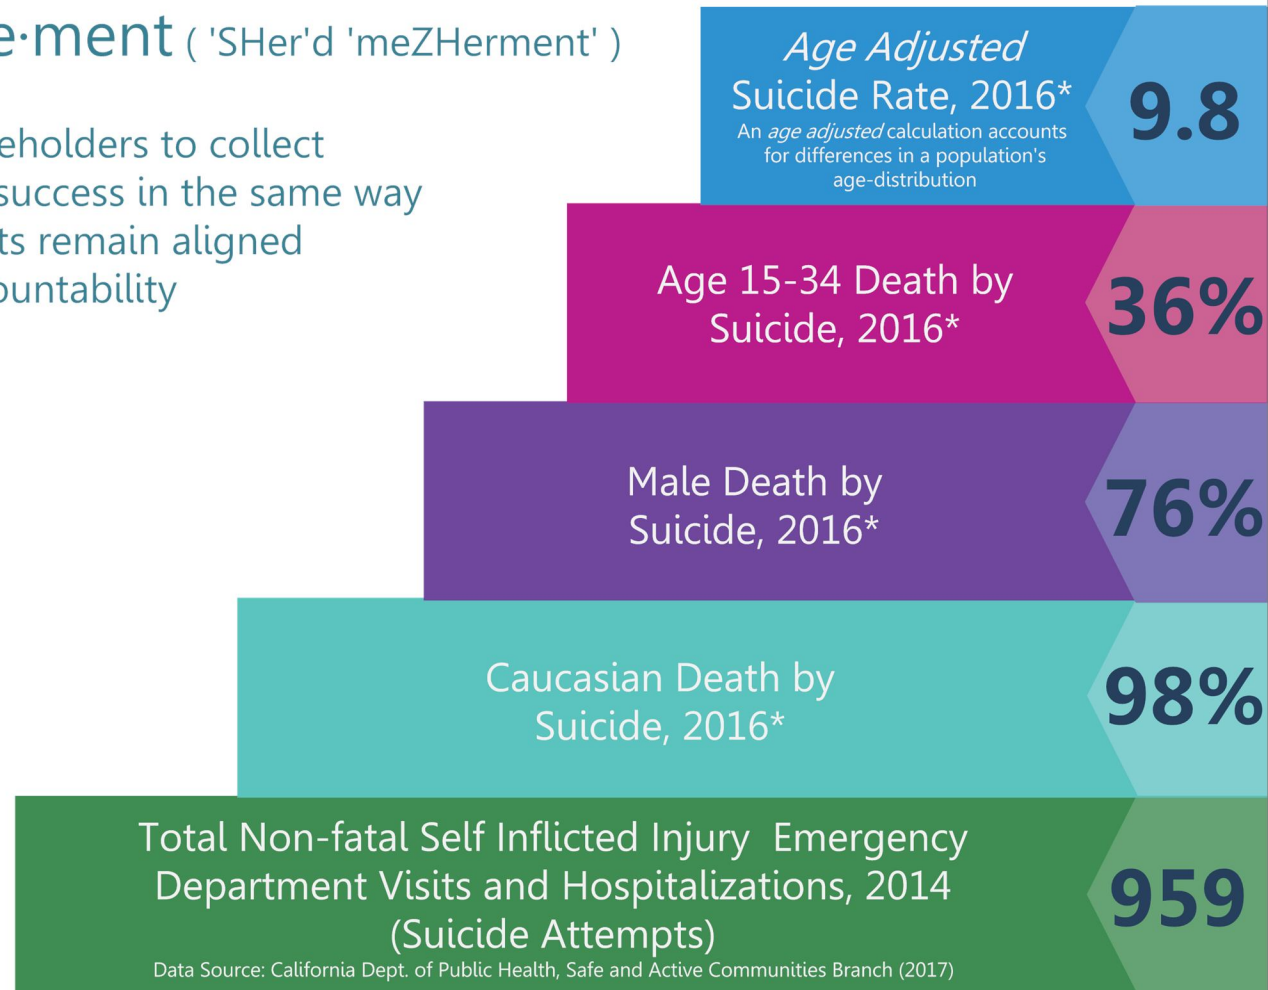 e·ment ( 'SHer'd 'meZHerment' )
eholders to collect
success in the same way
ts remain aligned
ountability
Age Adjusted
Suicide Rate, 2016*
An age adjusted calculation accounts
for differences in a population's
age-distribution
9.8
Age 15-34 Death by
Suicide, 2016*
36%
Male Death by
Suicide, 2016*
76%
Caucasian Death by
Suicide, 2016*
98%
Total Non-fatal Self Inflicted Injury Emergency
Department Visits and Hospitalizations, 2014
(Suicide Attempts)
Data Source: California Dept. of Public Health, Safe and Active Communities Branch (2017)
959